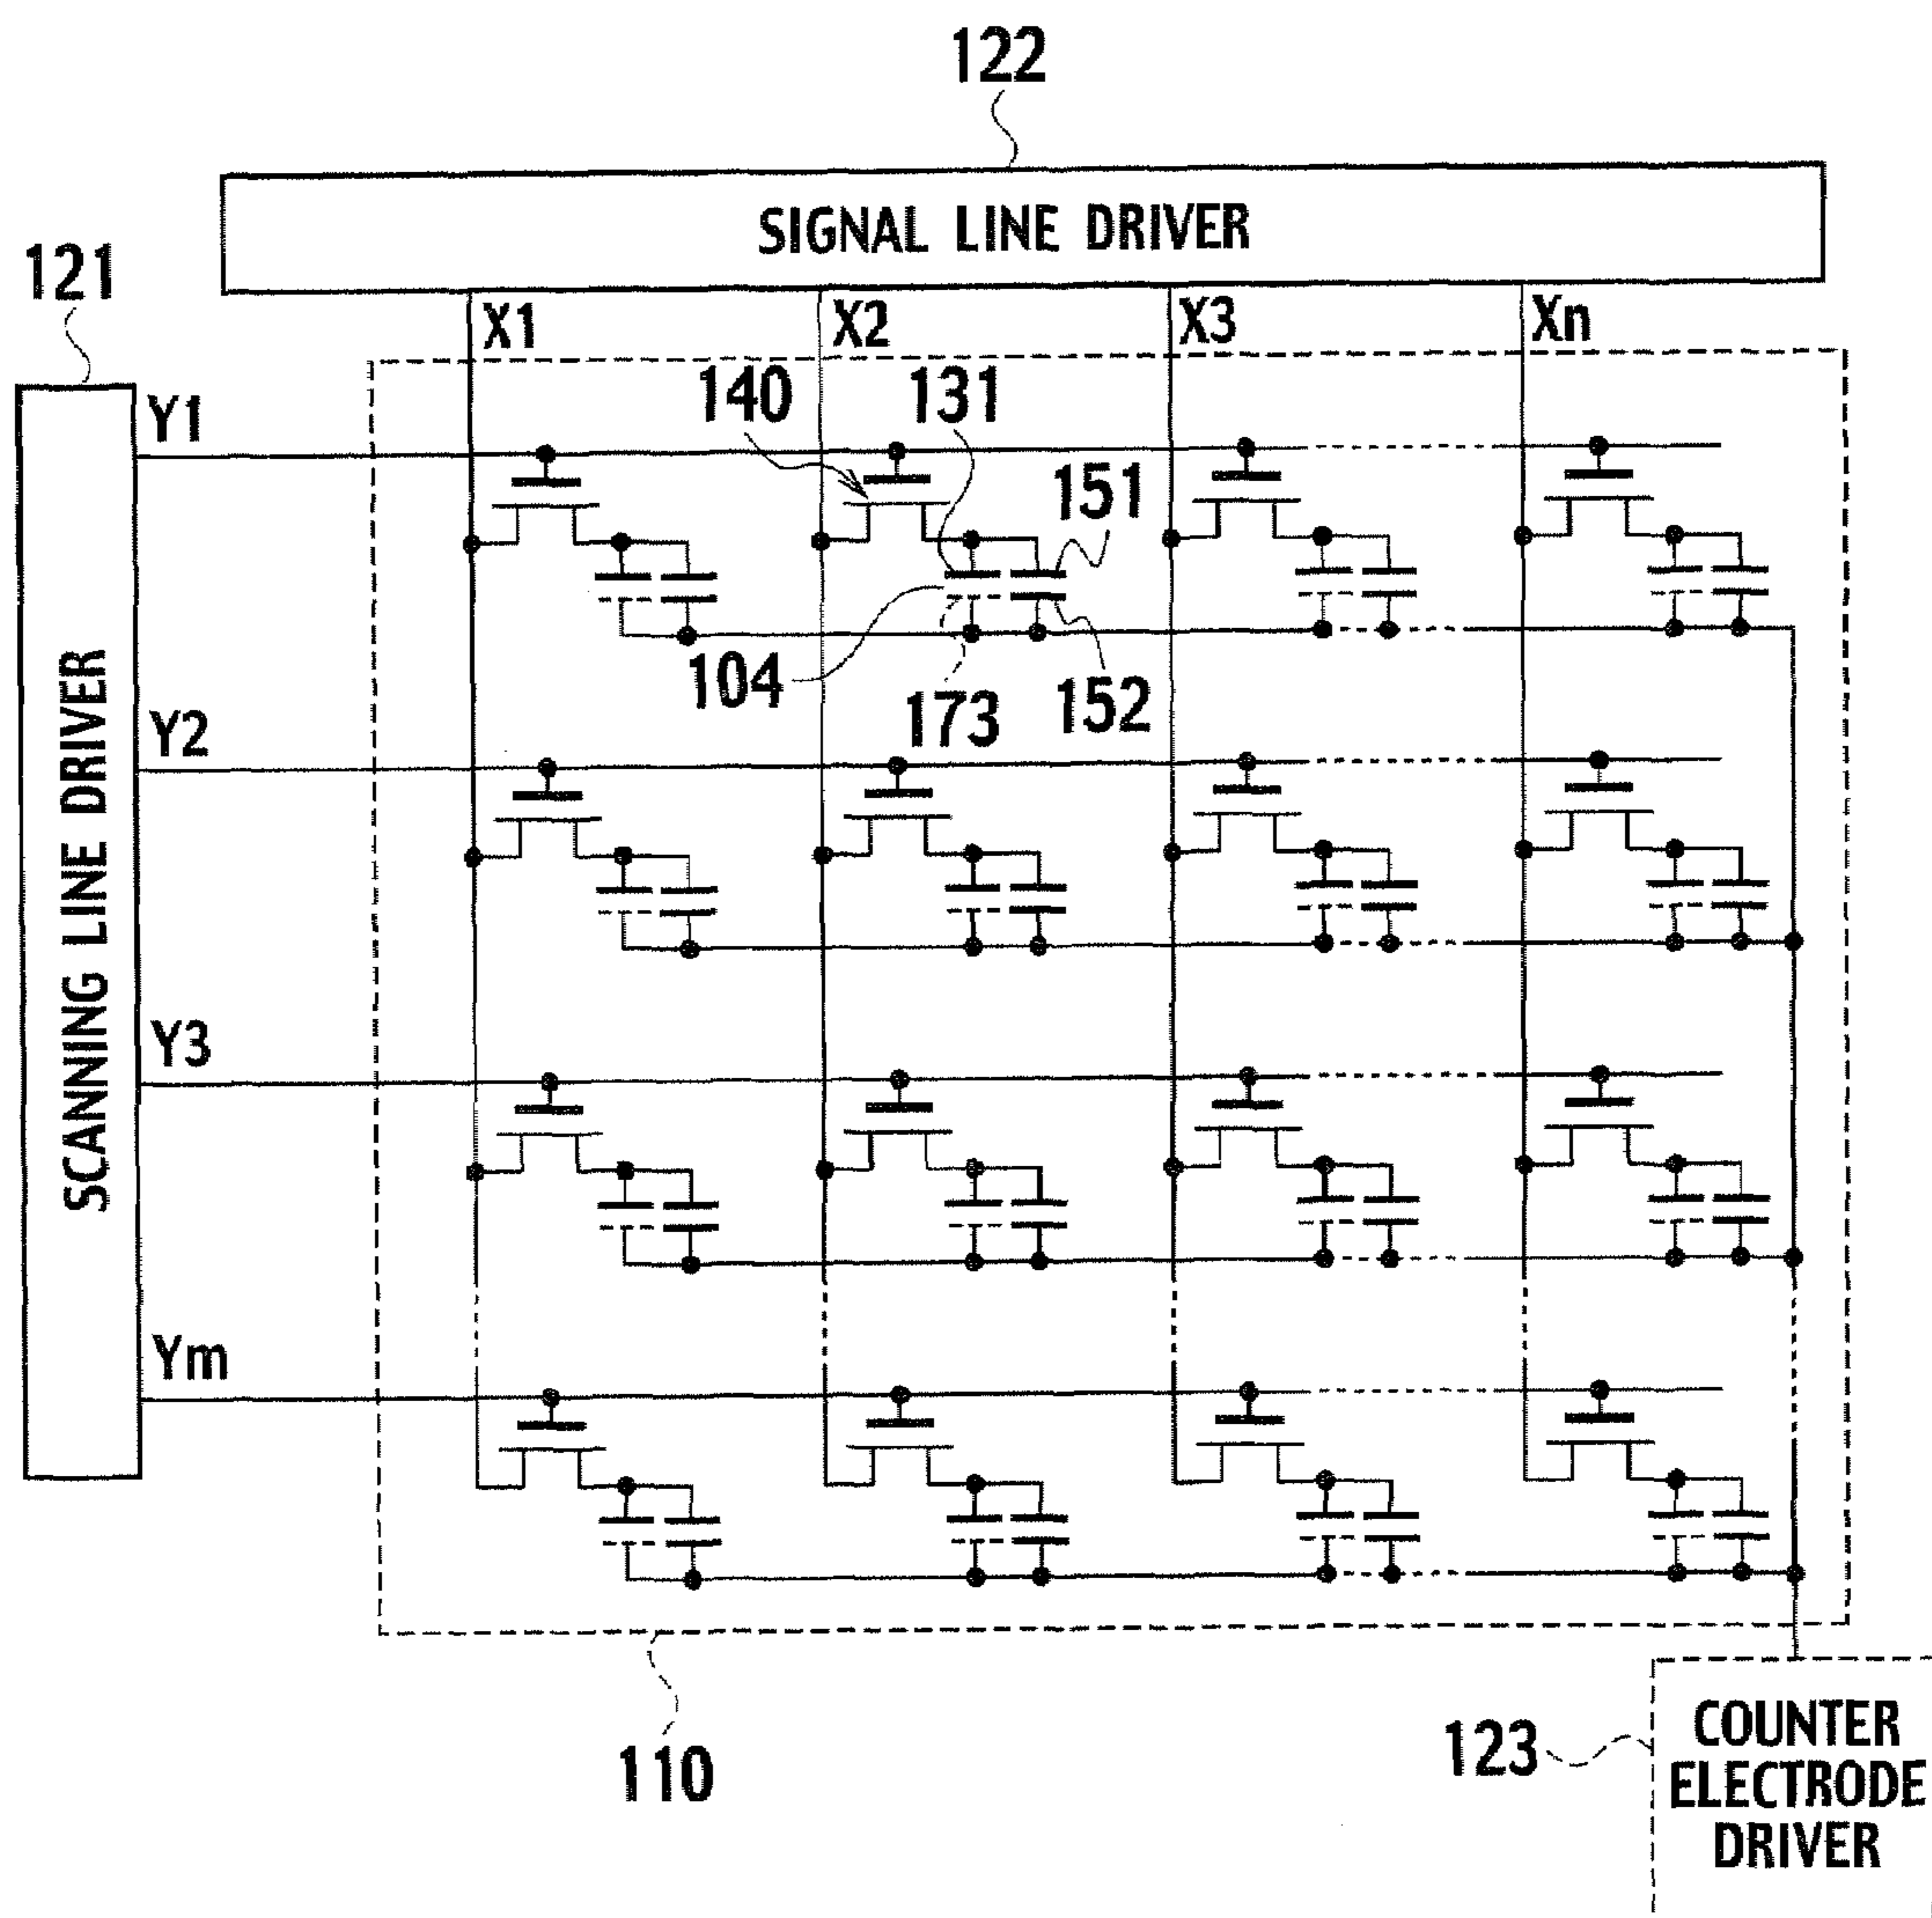 122
SIGNAL LINE DRIVER
121
X1
X2
X3
Xn
SCANNING LINE DRIVER
Y1
140
131
151
104
173
152
Y2
Y3
Ym
110
123
COUNTER
ELECTRODE
DRIVER